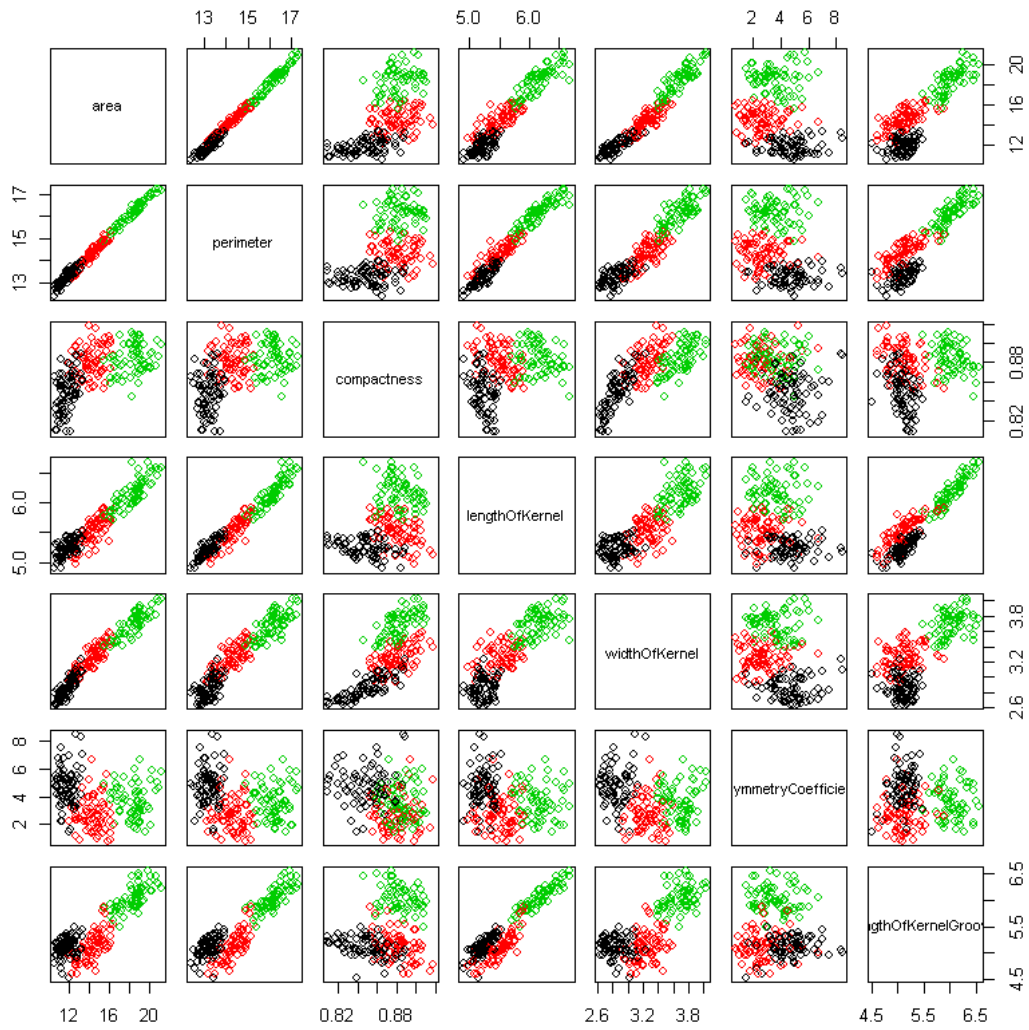 13 15 17 5.0 6.0 2 4 6 8
area
12 16 20
13 15 17
perimeter
0.82 0.88
compactness
5.0 6.0
lengthOfKernel
widthOfKernel
2.6 3.2 3.8
2 4 6 8
ymmetryCoefficie
gthOfKernelGroov
4.5 5.5 6.5
12 16 20 0.82 0.88 2.6 3.2 3.8 4.5 5.5 6.5